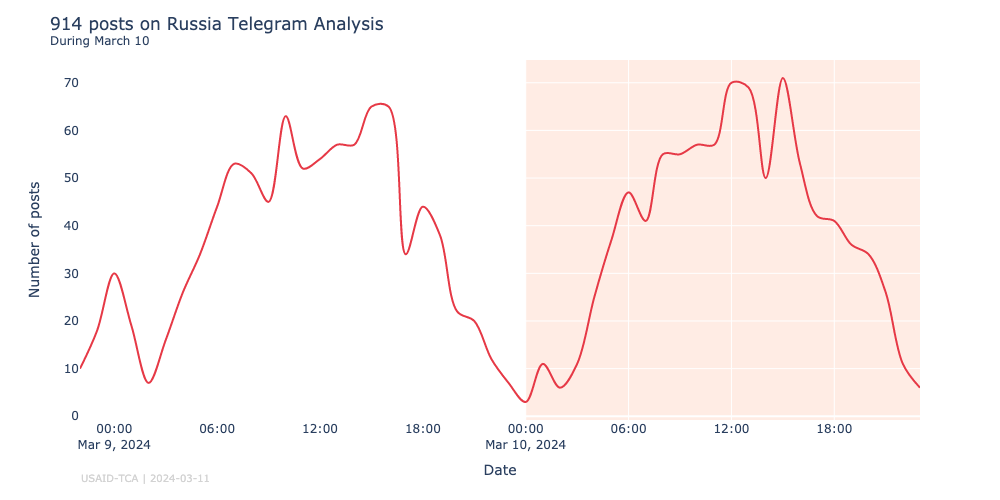 914 posts on Russia Telegram Analysis
During March 10
Number of posts
70
60
50
40
30
20
10
0
00:00 06:00 12:00 18:00 00:00 06:00 12:00 18:00
Mar 9, 2024 Mar 10, 2024
Date
USAID-TCA | 2024-03-11